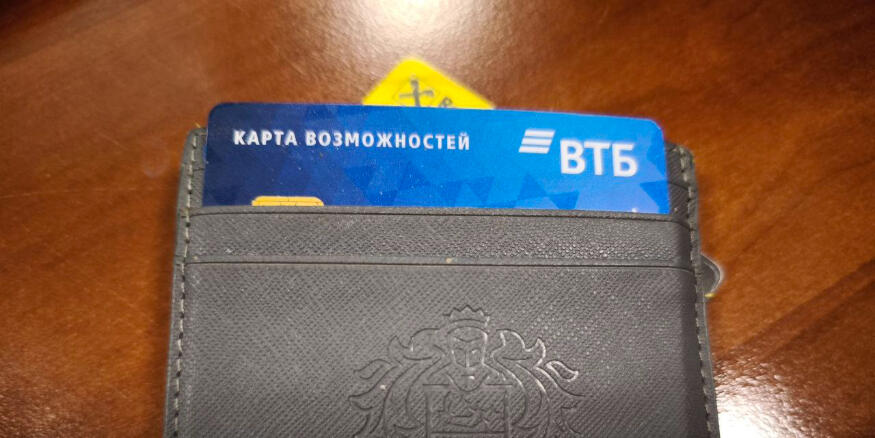 КАРТА ВОЗМОЖНОСТЕЙ
ВТБ